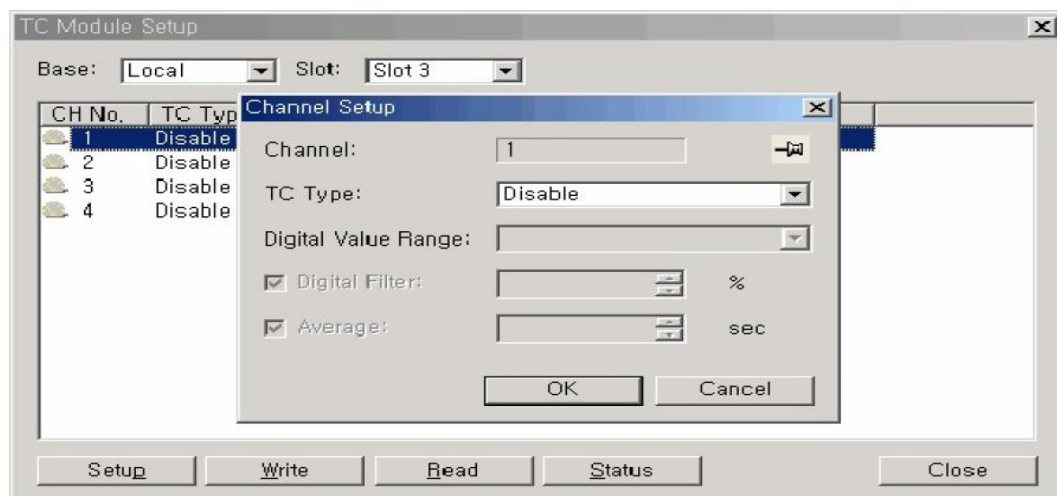 TC Module Setup
Base: Local Slot: Slot 3
CH No. TC Typ
1 Disable
2 Disable
3 Disable
4 Disable
Channel Setup
Channel: 1
TC Type: Disable
Digital Value Range:
Digital Filter: %
Average: sec
OK Cancel
Setup Write Read Status Close